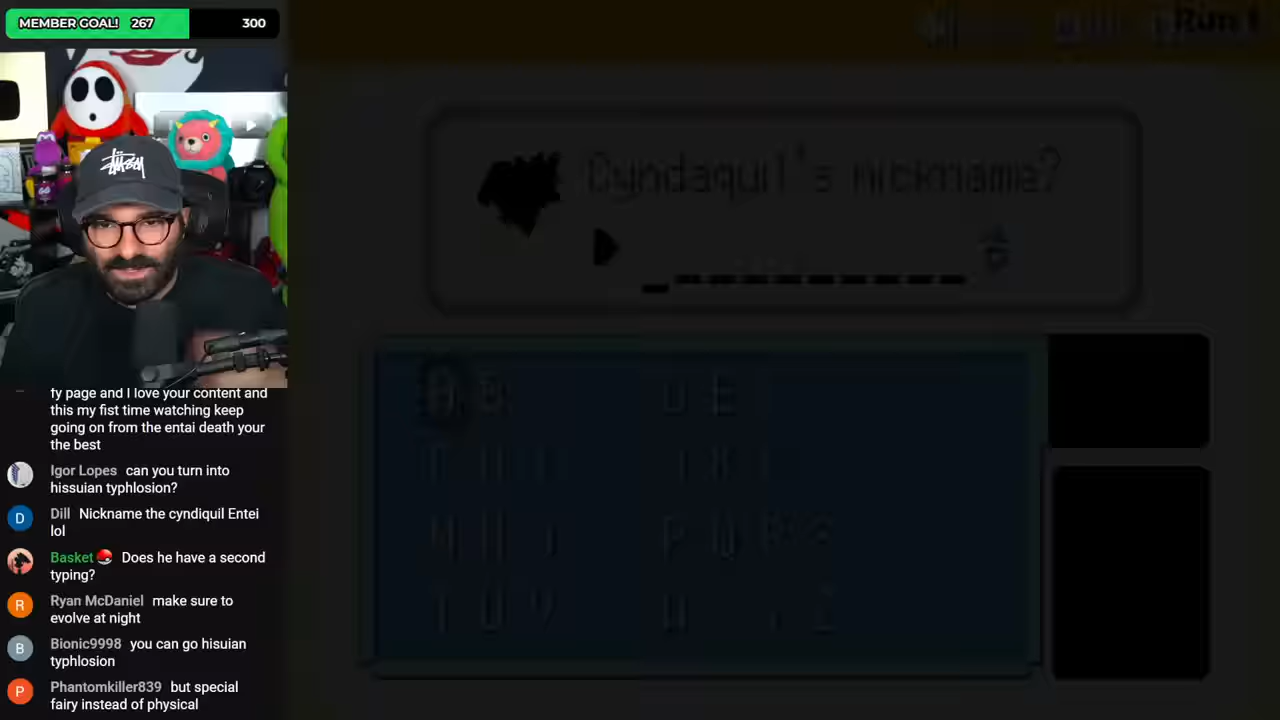 MEMBER GOAL! 267 300
Run 1
Cyndaquil's nickname?
STÜSSY
A B D E
fy page and I love your content and
this my fist time watching keep
going on from the entai death your
the best
Igor Lopes can you turn into
hissuian typhlosion?
D Dill Nickname the cyndiquil Entei
lol
Basket Does he have a second
typing?
R Ryan McDaniel make sure to
evolve at night
B Bionic9998 you can go hisuian
typhlosion
P Phantomkiller839 but special
fairy instead of physical